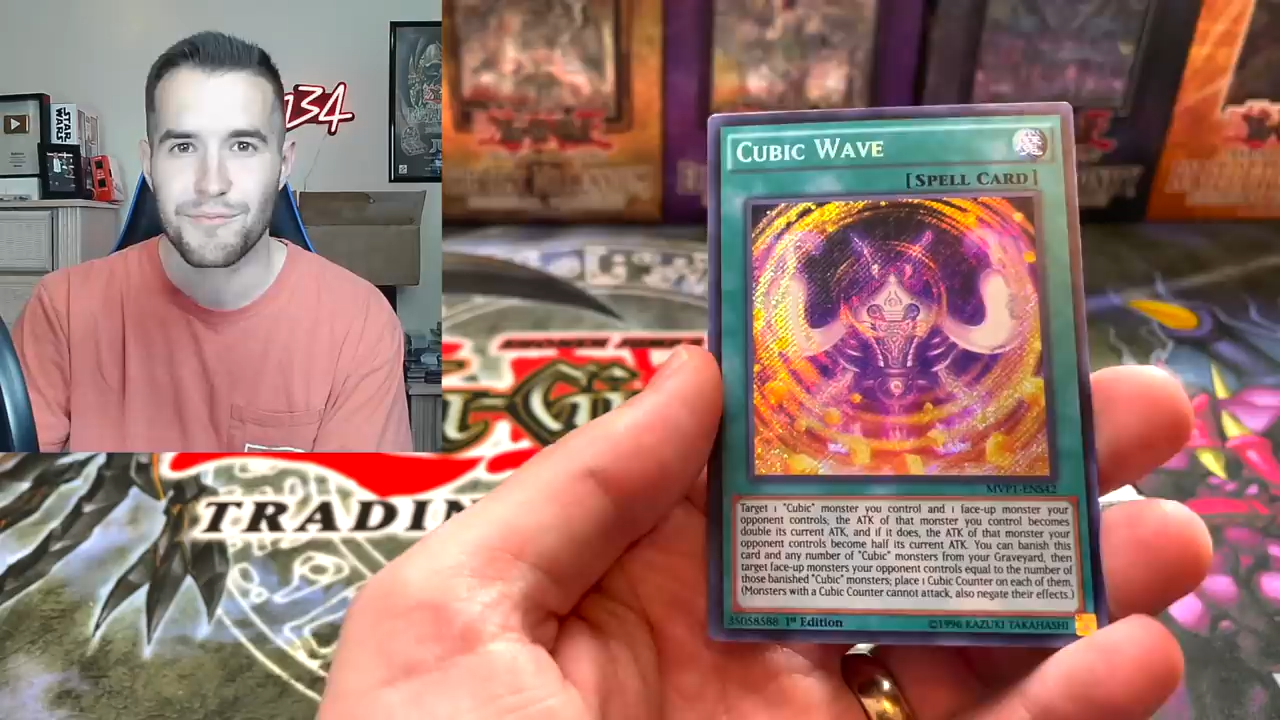 STAR WARS
34
CUBIC WAVE
[SPELL CARD]
MVP1-ENS42
Target 1 "Cubic" monster you control and 1 face-up monster your
opponent controls; the ATK of that monster you control becomes
double its current ATK, and if it does, the ATK of that monster your
opponent controls become half its current ATK. You can banish this
card and any number of "Cubic" monsters from your Graveyard, then
target face-up monsters your opponent controls equal to the number of
those banished "Cubic" monsters; place 1 Cubic Counter on each of them.
(Monsters with a Cubic Counter cannot attack, also negate their effects.)
35058588 1st Edition
©1996 KAZUKI TAKAHASHI
TRADIN